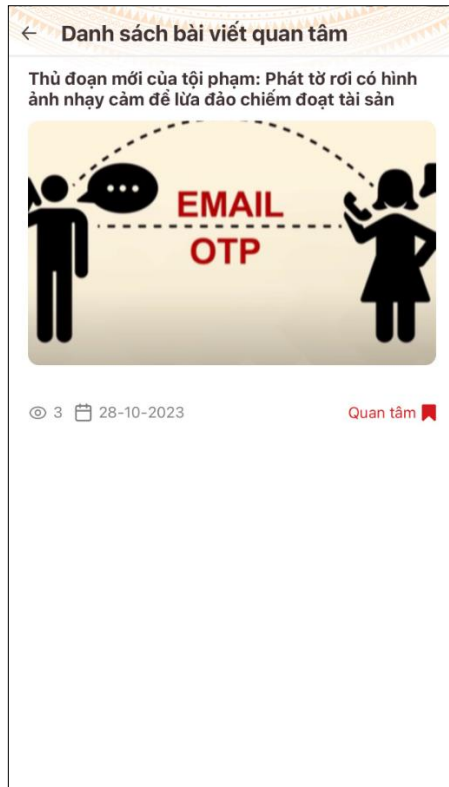 Danh sách bài viết quan tâm
Thủ đoạn mới của tội phạm: Phát tờ rơi có hình
ảnh nhạy cảm để lừa đảo chiếm đoạt tài sản
EMAIL
OTP
3 28-10-2023 Quan tâm